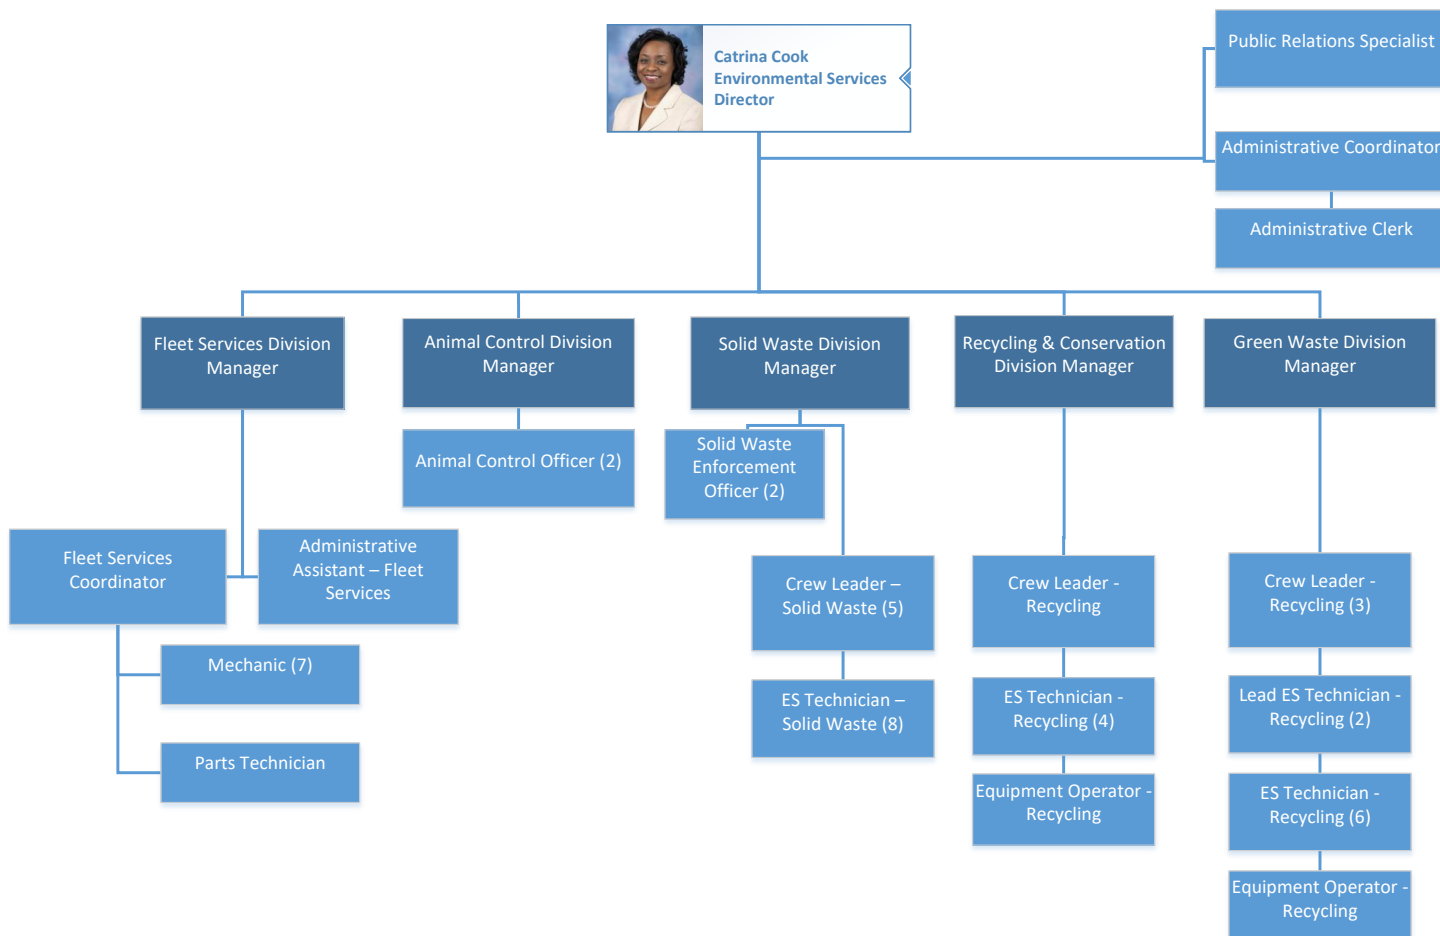 Catrina Cook
Environmental Services
Director
Public Relations Specialist
Administrative Coordinator
Administrative Clerk
Fleet Services Division
Manager
Animal Control Division
Manager
Solid Waste Division
Manager
Recycling & Conservation
Division Manager
Green Waste Division
Manager
Animal Control Officer (2)
Solid Waste
Enforcement
Officer (2)
Fleet Services
Coordinator
Administrative
Assistant – Fleet
Services
Mechanic (7)
Parts Technician
Crew Leader –
Solid Waste (5)
ES Technician –
Solid Waste (8)
Crew Leader -
Recycling
ES Technician -
Recycling (4)
Equipment Operator -
Recycling
Crew Leader -
Recycling (3)
Lead ES Technician -
Recycling (2)
ES Technician -
Recycling (6)
Equipment Operator -
Recycling